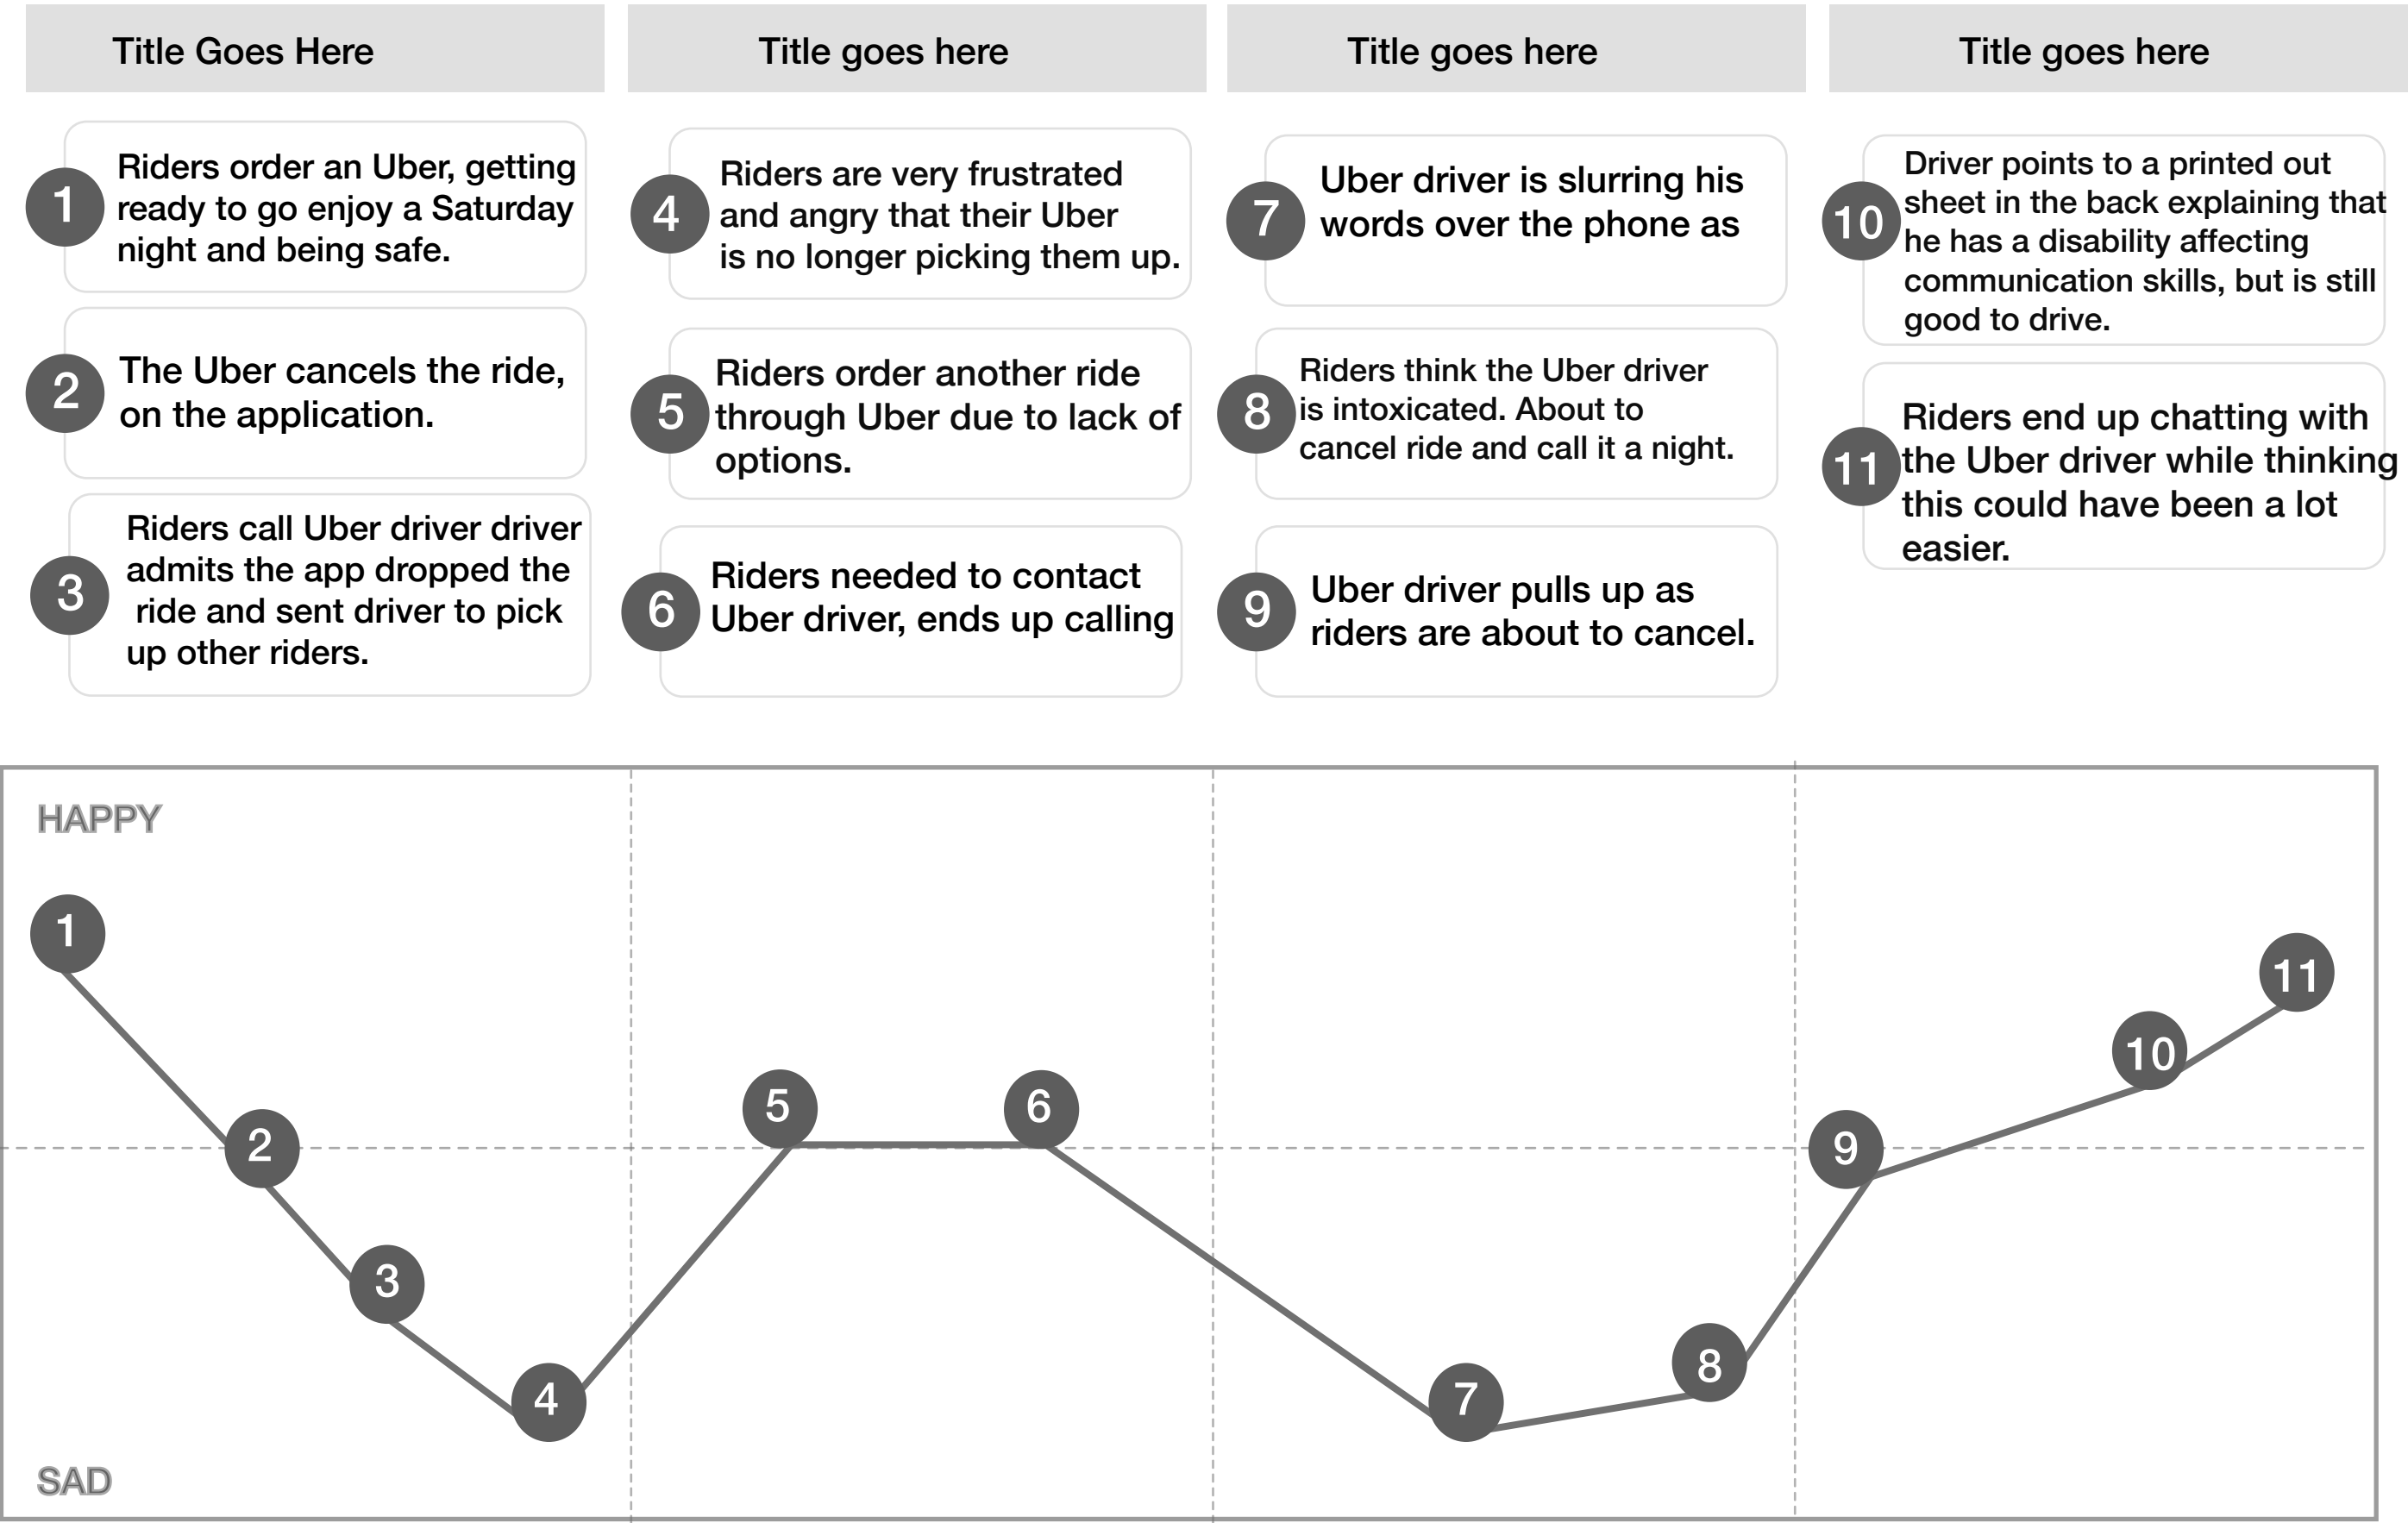 Title Goes Here
Title goes here
Title goes here
Title goes here
1
Riders order an Uber, getting
ready to go enjoy a Saturday
night and being safe.
2
The Uber cancels the ride,
on the application.
3
Riders call Uber driver driver
admits the app dropped the
ride and sent driver to pick
up other riders.
4
Riders are very frustrated
and angry that their Uber
is no longer picking them up.
5
Riders order another ride
through Uber due to lack of
options.
6
Riders needed to contact
Uber driver, ends up calling
7
Uber driver is slurring his
words over the phone as
8
Riders think the Uber driver
is intoxicated. About to
cancel ride and call it a night.
9
Uber driver pulls up as
riders are about to cancel.
10
Driver points to a printed out
sheet in the back explaining that
he has a disability affecting
communication skills, but is still
good to drive.
11
Riders end up chatting with
the Uber driver while thinking
this could have been a lot
easier.
HAPPY
1
2
3
4
5
6
7
8
9
10
11
SAD